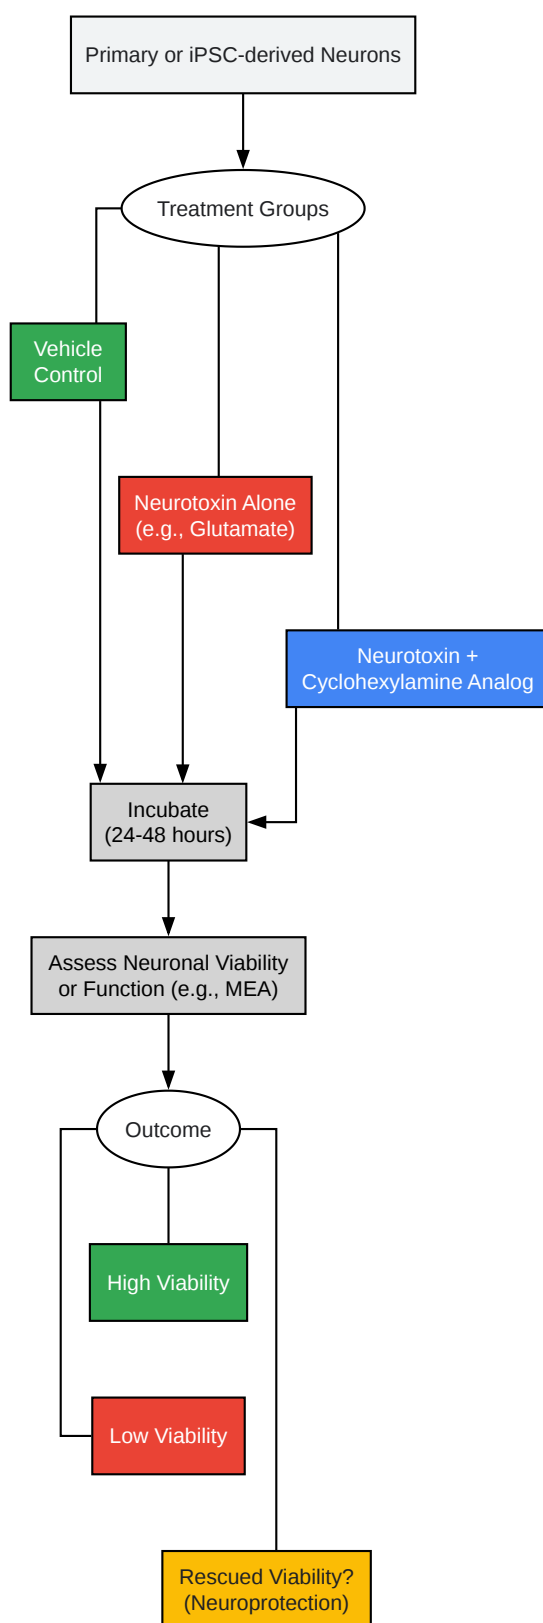 Primary or iPSC-derived Neurons
Treatment Groups
Vehicle
Control
Neurotoxin Alone
(e.g., Glutamate)
Neurotoxin +
Cyclohexylamine Analog
Incubate
(24-48 hours)
Assess Neuronal Viability
or Function (e.g., MEA)
Outcome
High Viability
Low Viability
Rescued Viability?
(Neuroprotection)